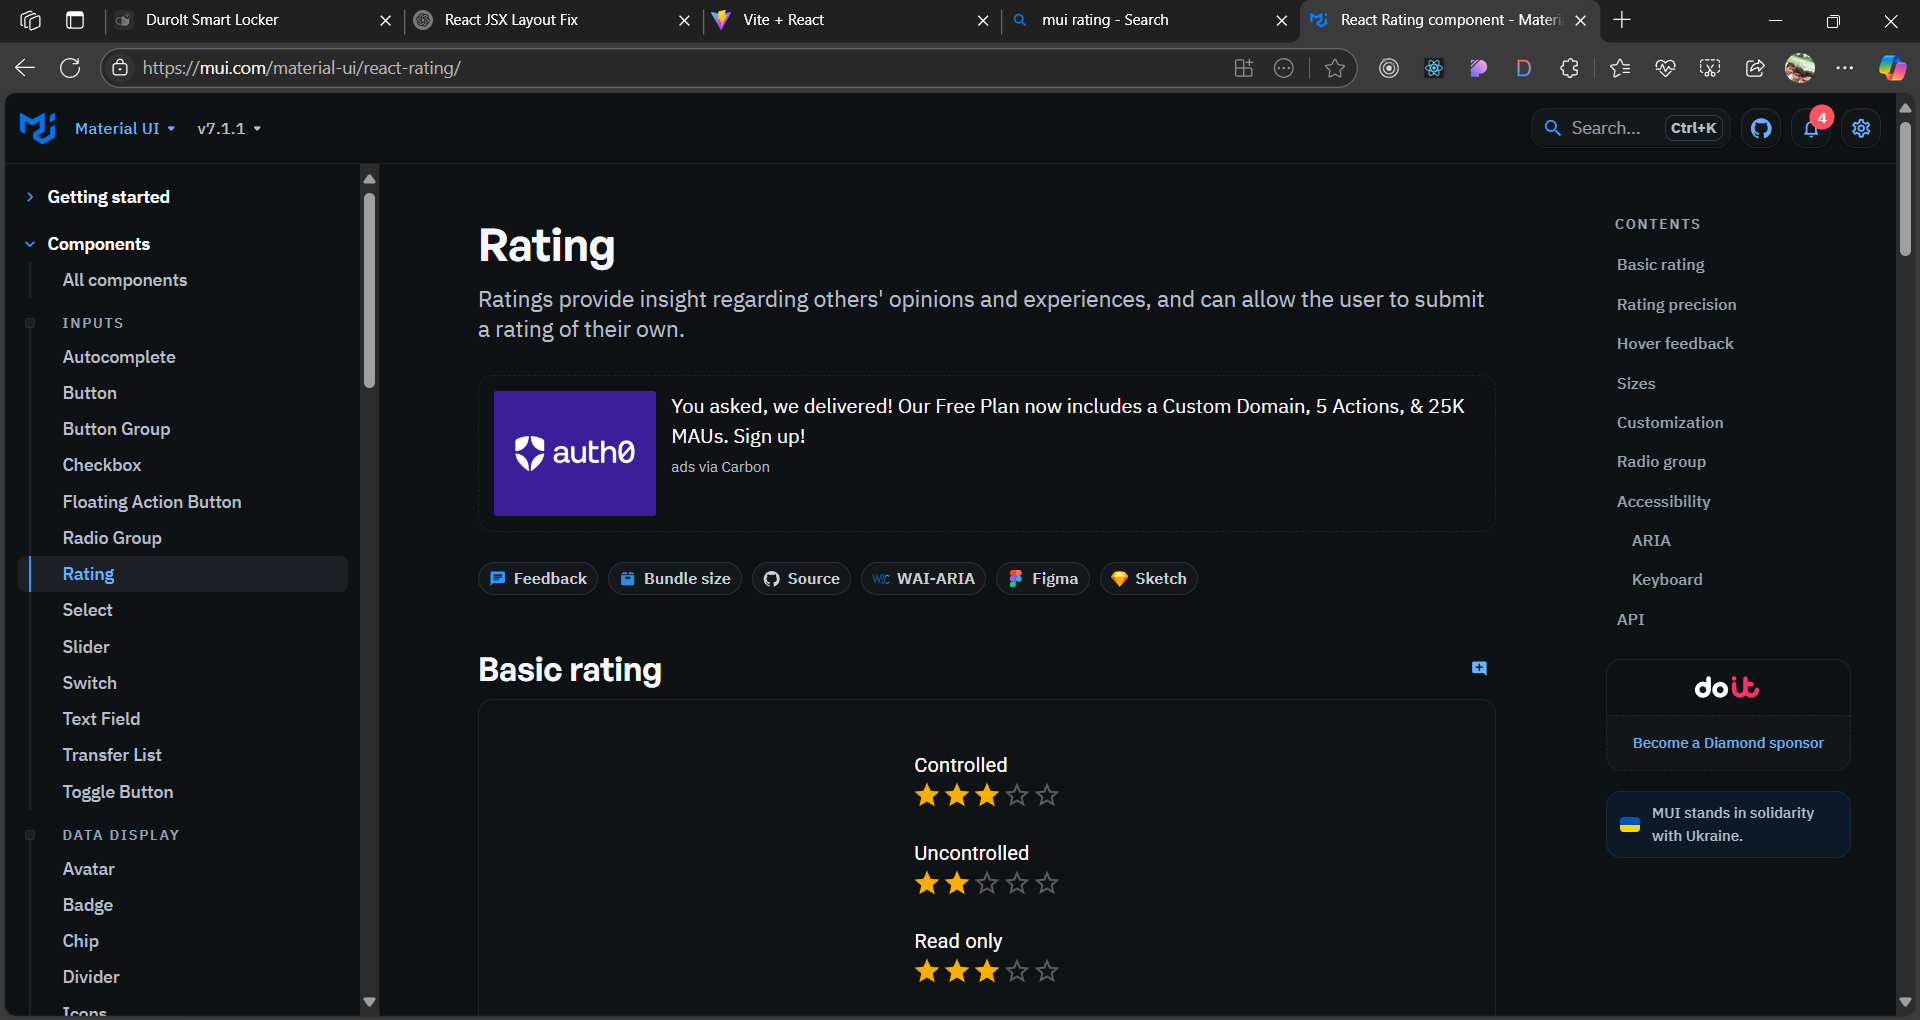 Durolt Smart Locker
React JSX Layout Fix
Vite + React
mui rating - Search
React Rating component - Materi
https://mui.com/material-ui/react-rating/
Material UI
v7.1.1
Search...
Ctrl+K
4
Getting started
Components
All components
INPUTS
Autocomplete
Button
Button Group
Checkbox
Floating Action Button
Radio Group
Rating
Select
Slider
Switch
Text Field
Transfer List
Toggle Button
DATA DISPLAY
Avatar
Badge
Chip
Divider
Icons
Rating
Ratings provide insight regarding others' opinions and experiences, and can allow the user to submit
a rating of their own.
auth0
You asked, we delivered! Our Free Plan now includes a Custom Domain, 5 Actions, & 25K
MAUs. Sign up!
ads via Carbon
Feedback
Bundle size
Source
W3C WAI-ARIA
Figma
Sketch
Basic rating
Controlled
Uncontrolled
Read only
CONTENTS
Basic rating
Rating precision
Hover feedback
Sizes
Customization
Radio group
Accessibility
ARIA
Keyboard
API
doit
Become a Diamond sponsor
MUI stands in solidarity
with Ukraine.